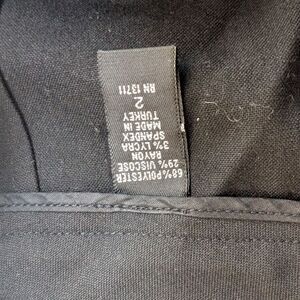 68% POLYESTER
29% VISCOSE
RAYON
3% LYCRA
SPANDEX
MADE IN
TURKEY
2
RN 13711